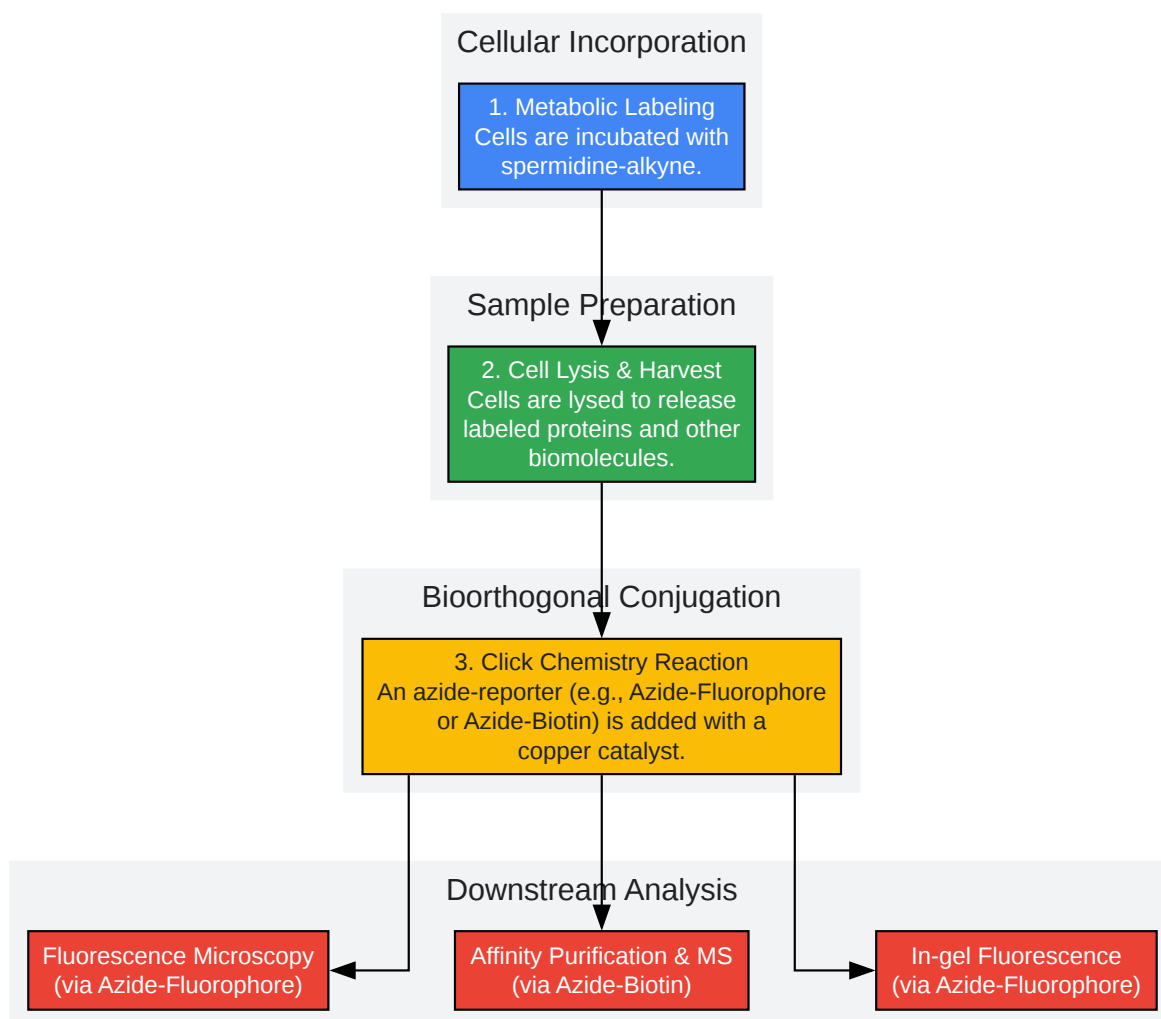 Cellular Incorporation
1. Metabolic Labeling
Cells are incubated with
spermidine-alkyne.
Sample Preparation
2. Cell Lysis & Harvest
Cells are lysed to release
labeled proteins and other
biomolecules.
Bioorthogonal Conjugation
3. Click Chemistry Reaction
An azide-reporter (e.g., Azide-Fluorophore
or Azide-Biotin) is added with a
copper catalyst.
Downstream Analysis
Fluorescence Microscopy
(via Azide-Fluorophore)
Affinity Purification & MS
(via Azide-Biotin)
In-gel Fluorescence
(via Azide-Fluorophore)